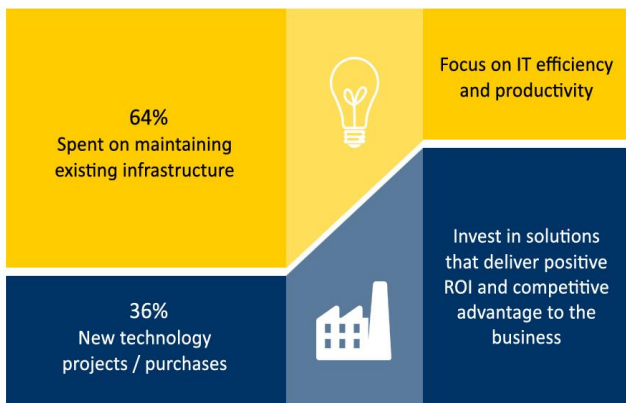 64%
Spent on maintaining
existing infrastructure
Focus on IT efficiency
and productivity
36%
New technology
projects / purchases
Invest in solutions
that deliver positive
ROI and competitive
advantage to the
business